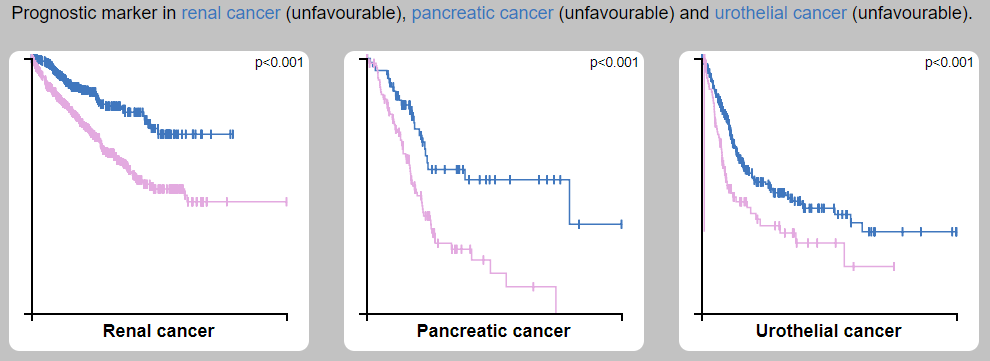 Prognostic marker in renal cancer (unfavourable), pancreatic cancer (unfavourable) and urothelial cancer (unfavourable).
p<0.001
p<0.001
p<0.001
Renal cancer
Pancreatic cancer
Urothelial cancer